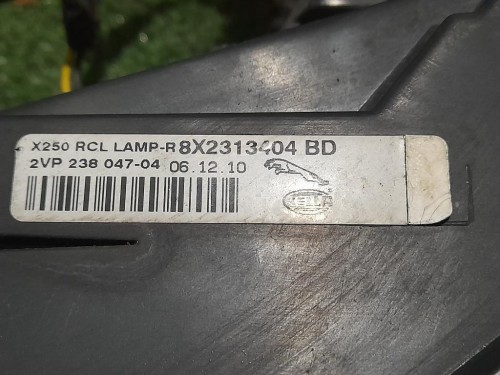 X250 RCL LAMP-R 8X2313404 BD
2VP 238 047-04 06.12.10
HELLA